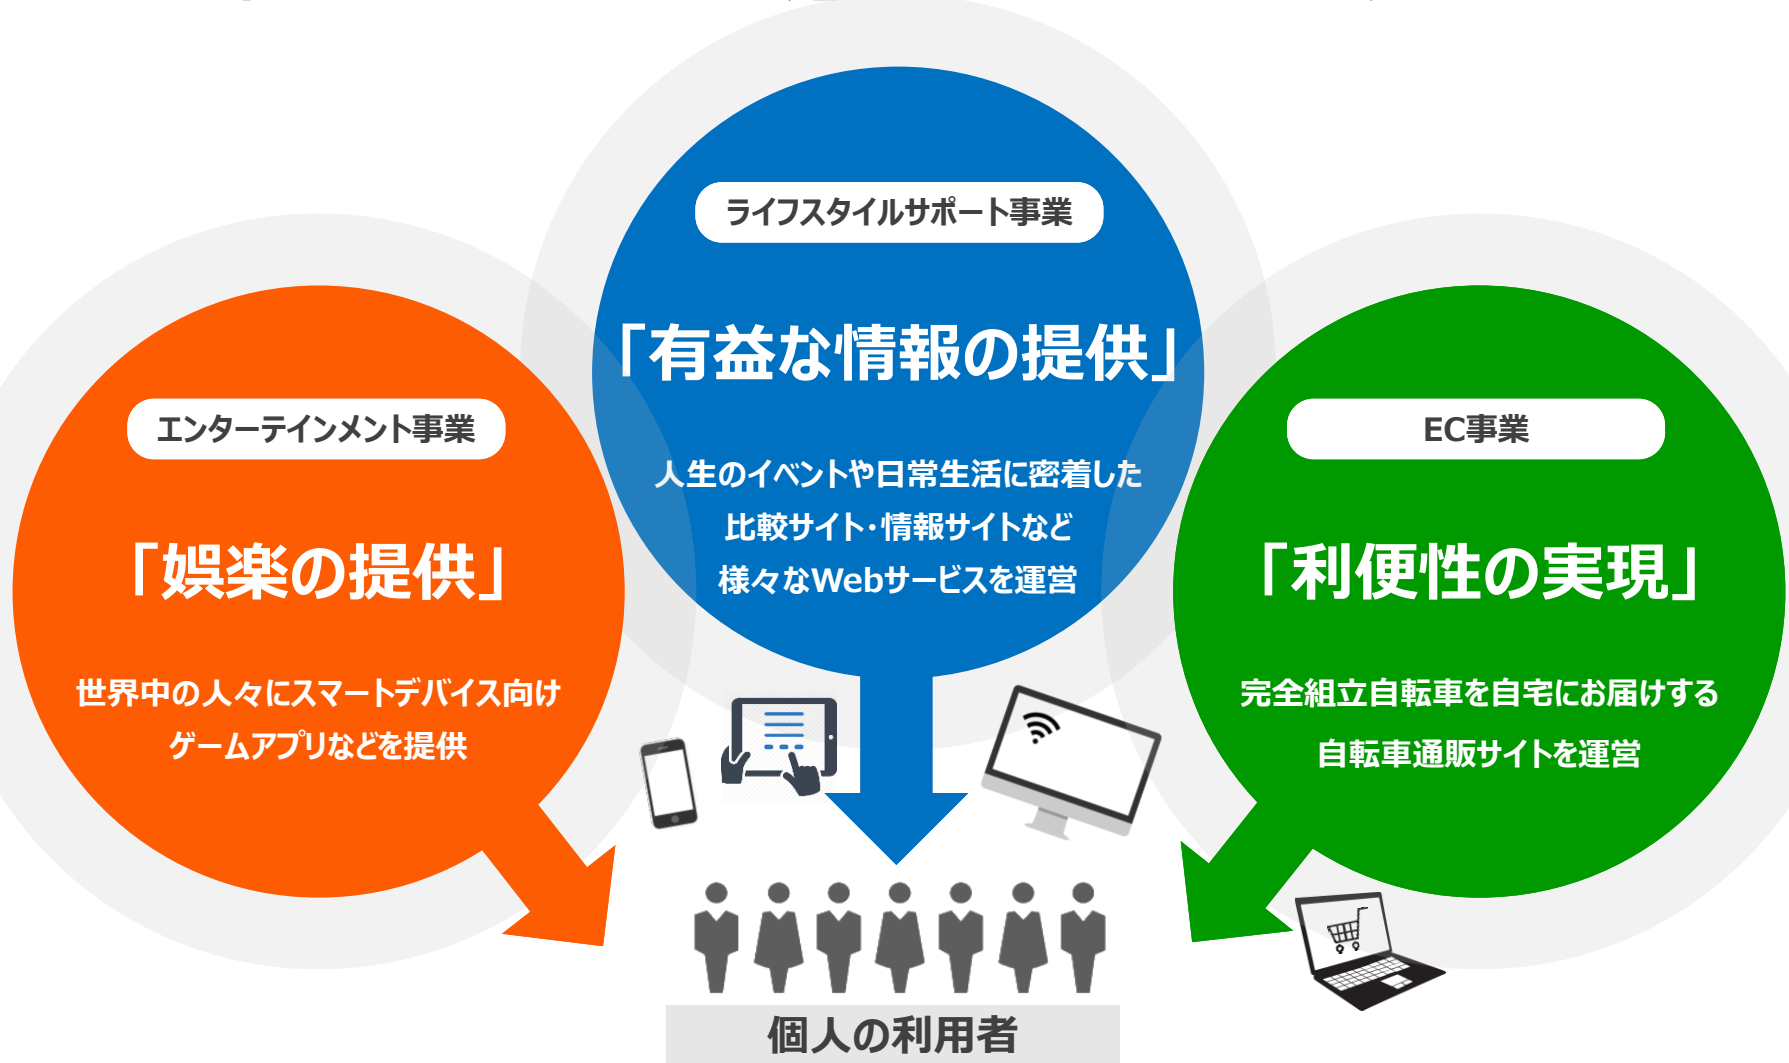 ライフスタイルサポート事業
「有益な情報の提供」
人生のイベントや日常生活に密着した
比較サイト・情報サイトなど
様々なWebサービスを運営
エンターテインメント事業
「娯楽の提供」
世界中の人々にスマートデバイス向け
ゲームアプリなどを提供
EC事業
「利便性の実現」
完全組立自転車を自宅にお届けする
自転車通販サイトを運営
個人の利用者